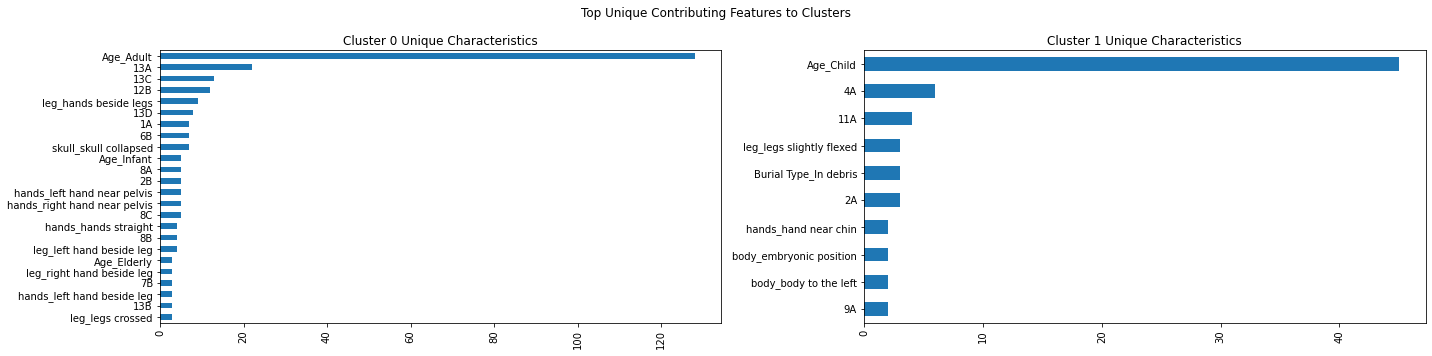 Top Unique Contributing Features to Clusters
Cluster 0 Unique Characteristics
Age_Adult
13A
13C
12B
leg_hands beside legs
13D
1A
6B
skull_skull collapsed
Age_Infant
8A
2B
hands_left hand near pelvis
hands_right hand near pelvis
8C
hands_hands straight
8B
leg_left hand beside leg
Age_Elderly
leg_right hand beside leg
7B
hands_left hand beside leg
13B
leg_legs crossed
0
20
40
60
80
100
120
Cluster 1 Unique Characteristics
Age_Child
4A
11A
leg_legs slightly flexed
Burial Type_In debris
2A
hands_hand near chin
body_embryonic position
body_body to the left
9A
0
10
20
30
40